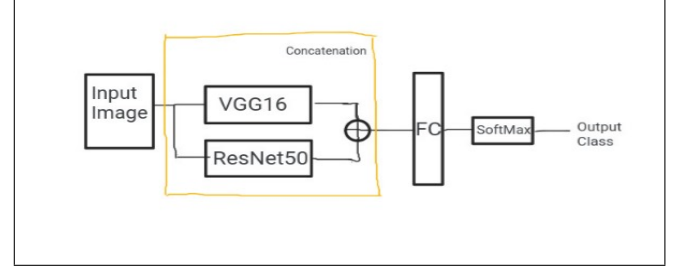 Concatenation
Input
Image
VGG16
ResNet50
FC
SoftMax
Output
Class